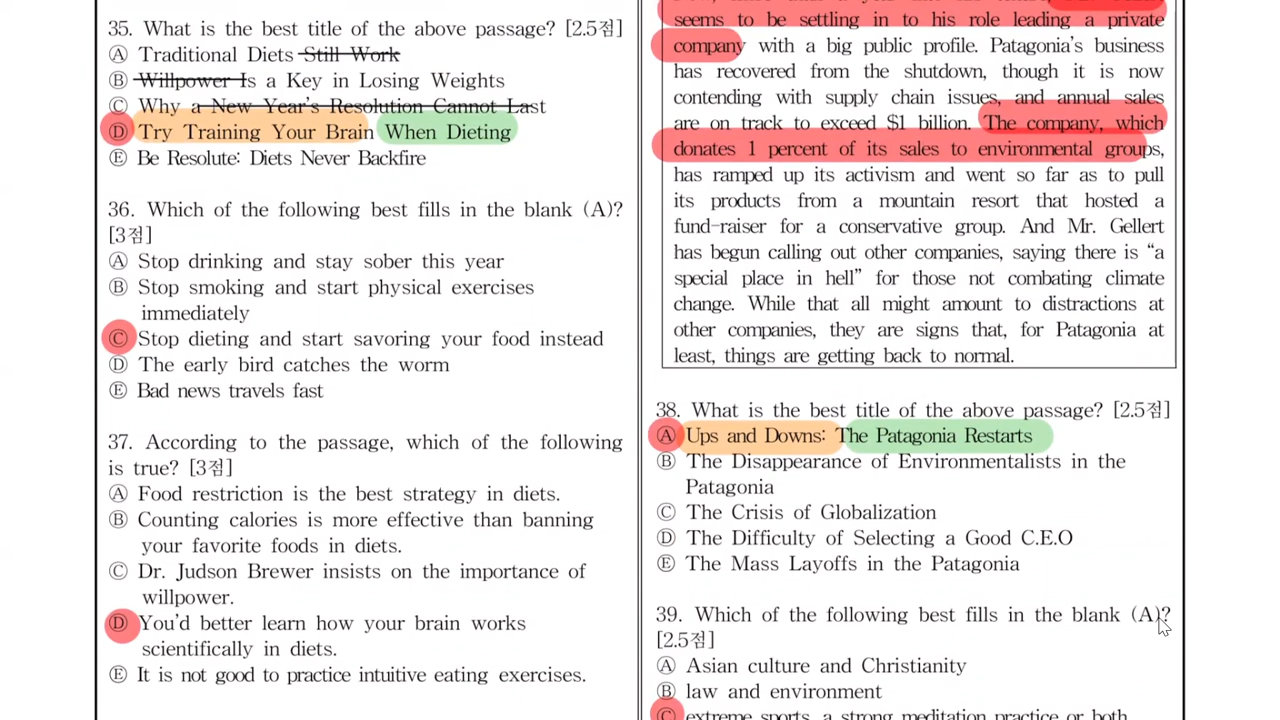 35. What is the best title of the above passage? [2.5점]
Ⓐ Traditional Diets Still Work
Ⓑ Willpower Is a Key in Losing Weights
Ⓒ Why a New Year's Resolution Cannot Last
Ⓓ Try Training Your Brain When Dieting
Ⓔ Be Resolute: Diets Never Backfire
36. Which of the following best fills in the blank (A)?
[3점]
Ⓐ Stop drinking and stay sober this year
Ⓑ Stop smoking and start physical exercises
immediately
Ⓒ Stop dieting and start savoring your food instead
Ⓓ The early bird catches the worm
Ⓔ Bad news travels fast
37. According to the passage, which of the following
is true? [3점]
Ⓐ Food restriction is the best strategy in diets.
Ⓑ Counting calories is more effective than banning
your favorite foods in diets.
Ⓒ Dr. Judson Brewer insists on the importance of
willpower.
Ⓓ You'd better learn how your brain works
scientifically in diets.
Ⓔ It is not good to practice intuitive eating exercises.
seems to be settling in to his role leading a private
company with a big public profile. Patagonia's business
has recovered from the shutdown, though it is now
contending with supply chain issues, and annual sales
are on track to exceed $1 billion. The company, which
donates 1 percent of its sales to environmental groups,
has ramped up its activism and went so far as to pull
its products from a mountain resort that hosted a
fund-raiser for a conservative group. And Mr. Gellert
has begun calling out other companies, saying there is “a
special place in hell” for those not combating climate
change. While that all might amount to distractions at
other companies, they are signs that, for Patagonia at
least, things are getting back to normal.
38. What is the best title of the above passage? [2.5점]
Ⓐ Ups and Downs: The Patagonia Restarts
Ⓑ The Disappearance of Environmentalists in the
Patagonia
Ⓒ The Crisis of Globalization
Ⓓ The Difficulty of Selecting a Good C.E.O
Ⓔ The Mass Layoffs in the Patagonia
39. Which of the following best fills in the blank (A)?
[2.5점]
Ⓐ Asian culture and Christianity
Ⓑ law and environment
Ⓒ extreme sports, a strong meditation practice or both